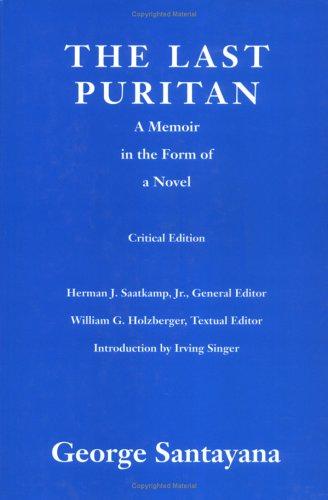 THE LAST
PURITAN
A Memoir
in the Form of
a Novel
Critical Edition
Herman J. Saatkamp, Jr., General Editor
William G. Holzberger, Textual Editor
Introduction by Irving Singer
George Santayana